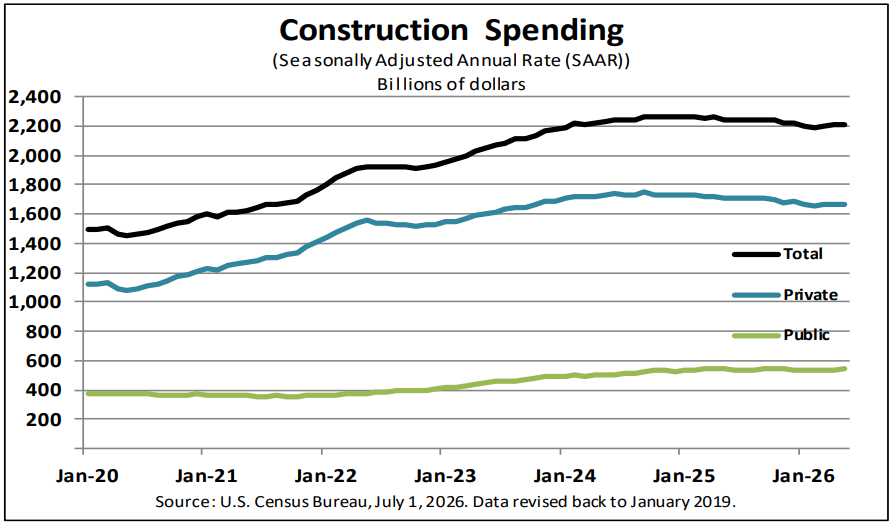 Construction Spending
(Seasonally Adjusted Annual Rate (SAAR))
Billions of dollars
2,400
2,200
2,000
1,800
1,600
1,400
1,200
1,000
800
600
400
200
Total
Private
Public
Jan-20 Jan-21 Jan-22 Jan-23 Jan-24 Jan-25 Jan-26
Source: U.S. Census Bureau, July 1, 2026. Data revised back to January 2019.